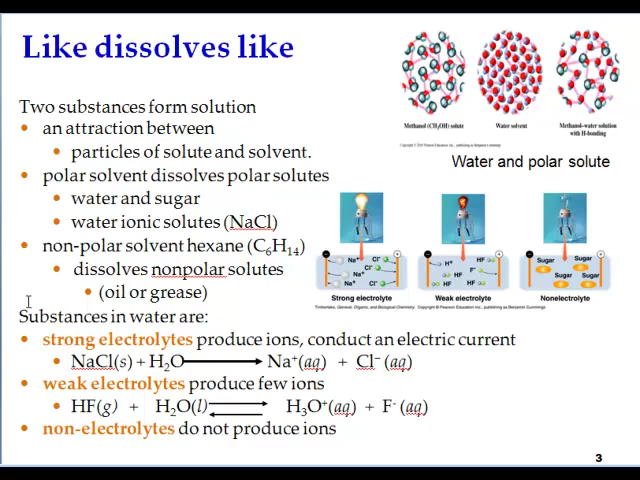 Like dissolves like
Two substances form solution
• an attraction between
• particles of solute and solvent.
• polar solvent dissolves polar solutes
• water and sugar
• water ionic solutes (NaCl)
• non-polar solvent hexane (C₆H₁₄)
• dissolves nonpolar solutes
• (oil or grease)
Substances in water are:
• strong electrolytes produce ions, conduct an electric current
• NaCl(s) + H₂O ⟶ Na⁺(aq) + Cl⁻ (aq)
• weak electrolytes produce few ions
• HF(g) + H₂O(l) ⇄ H₃O⁺(aq) + F⁻ (aq)
• non-electrolytes do not produce ions
Methanol (CH₃OH) solute
Water solvent
Methanol–water solution
with H-bonding
Water and polar solute
− + − + − +
Na⁺ Cl⁻
Cl⁻
Na⁺
Na⁺ Cl⁻
H⁺ HF
F⁻
HF
HF HF
Sugar Sugar
Sugar Sugar
Strong electrolyte
Weak electrolyte
Nonelectrolyte
Timberlake, General, Organic, and Biological Chemistry. Copyright © Pearson Education Inc., publishing as Benjamin Cummings
3